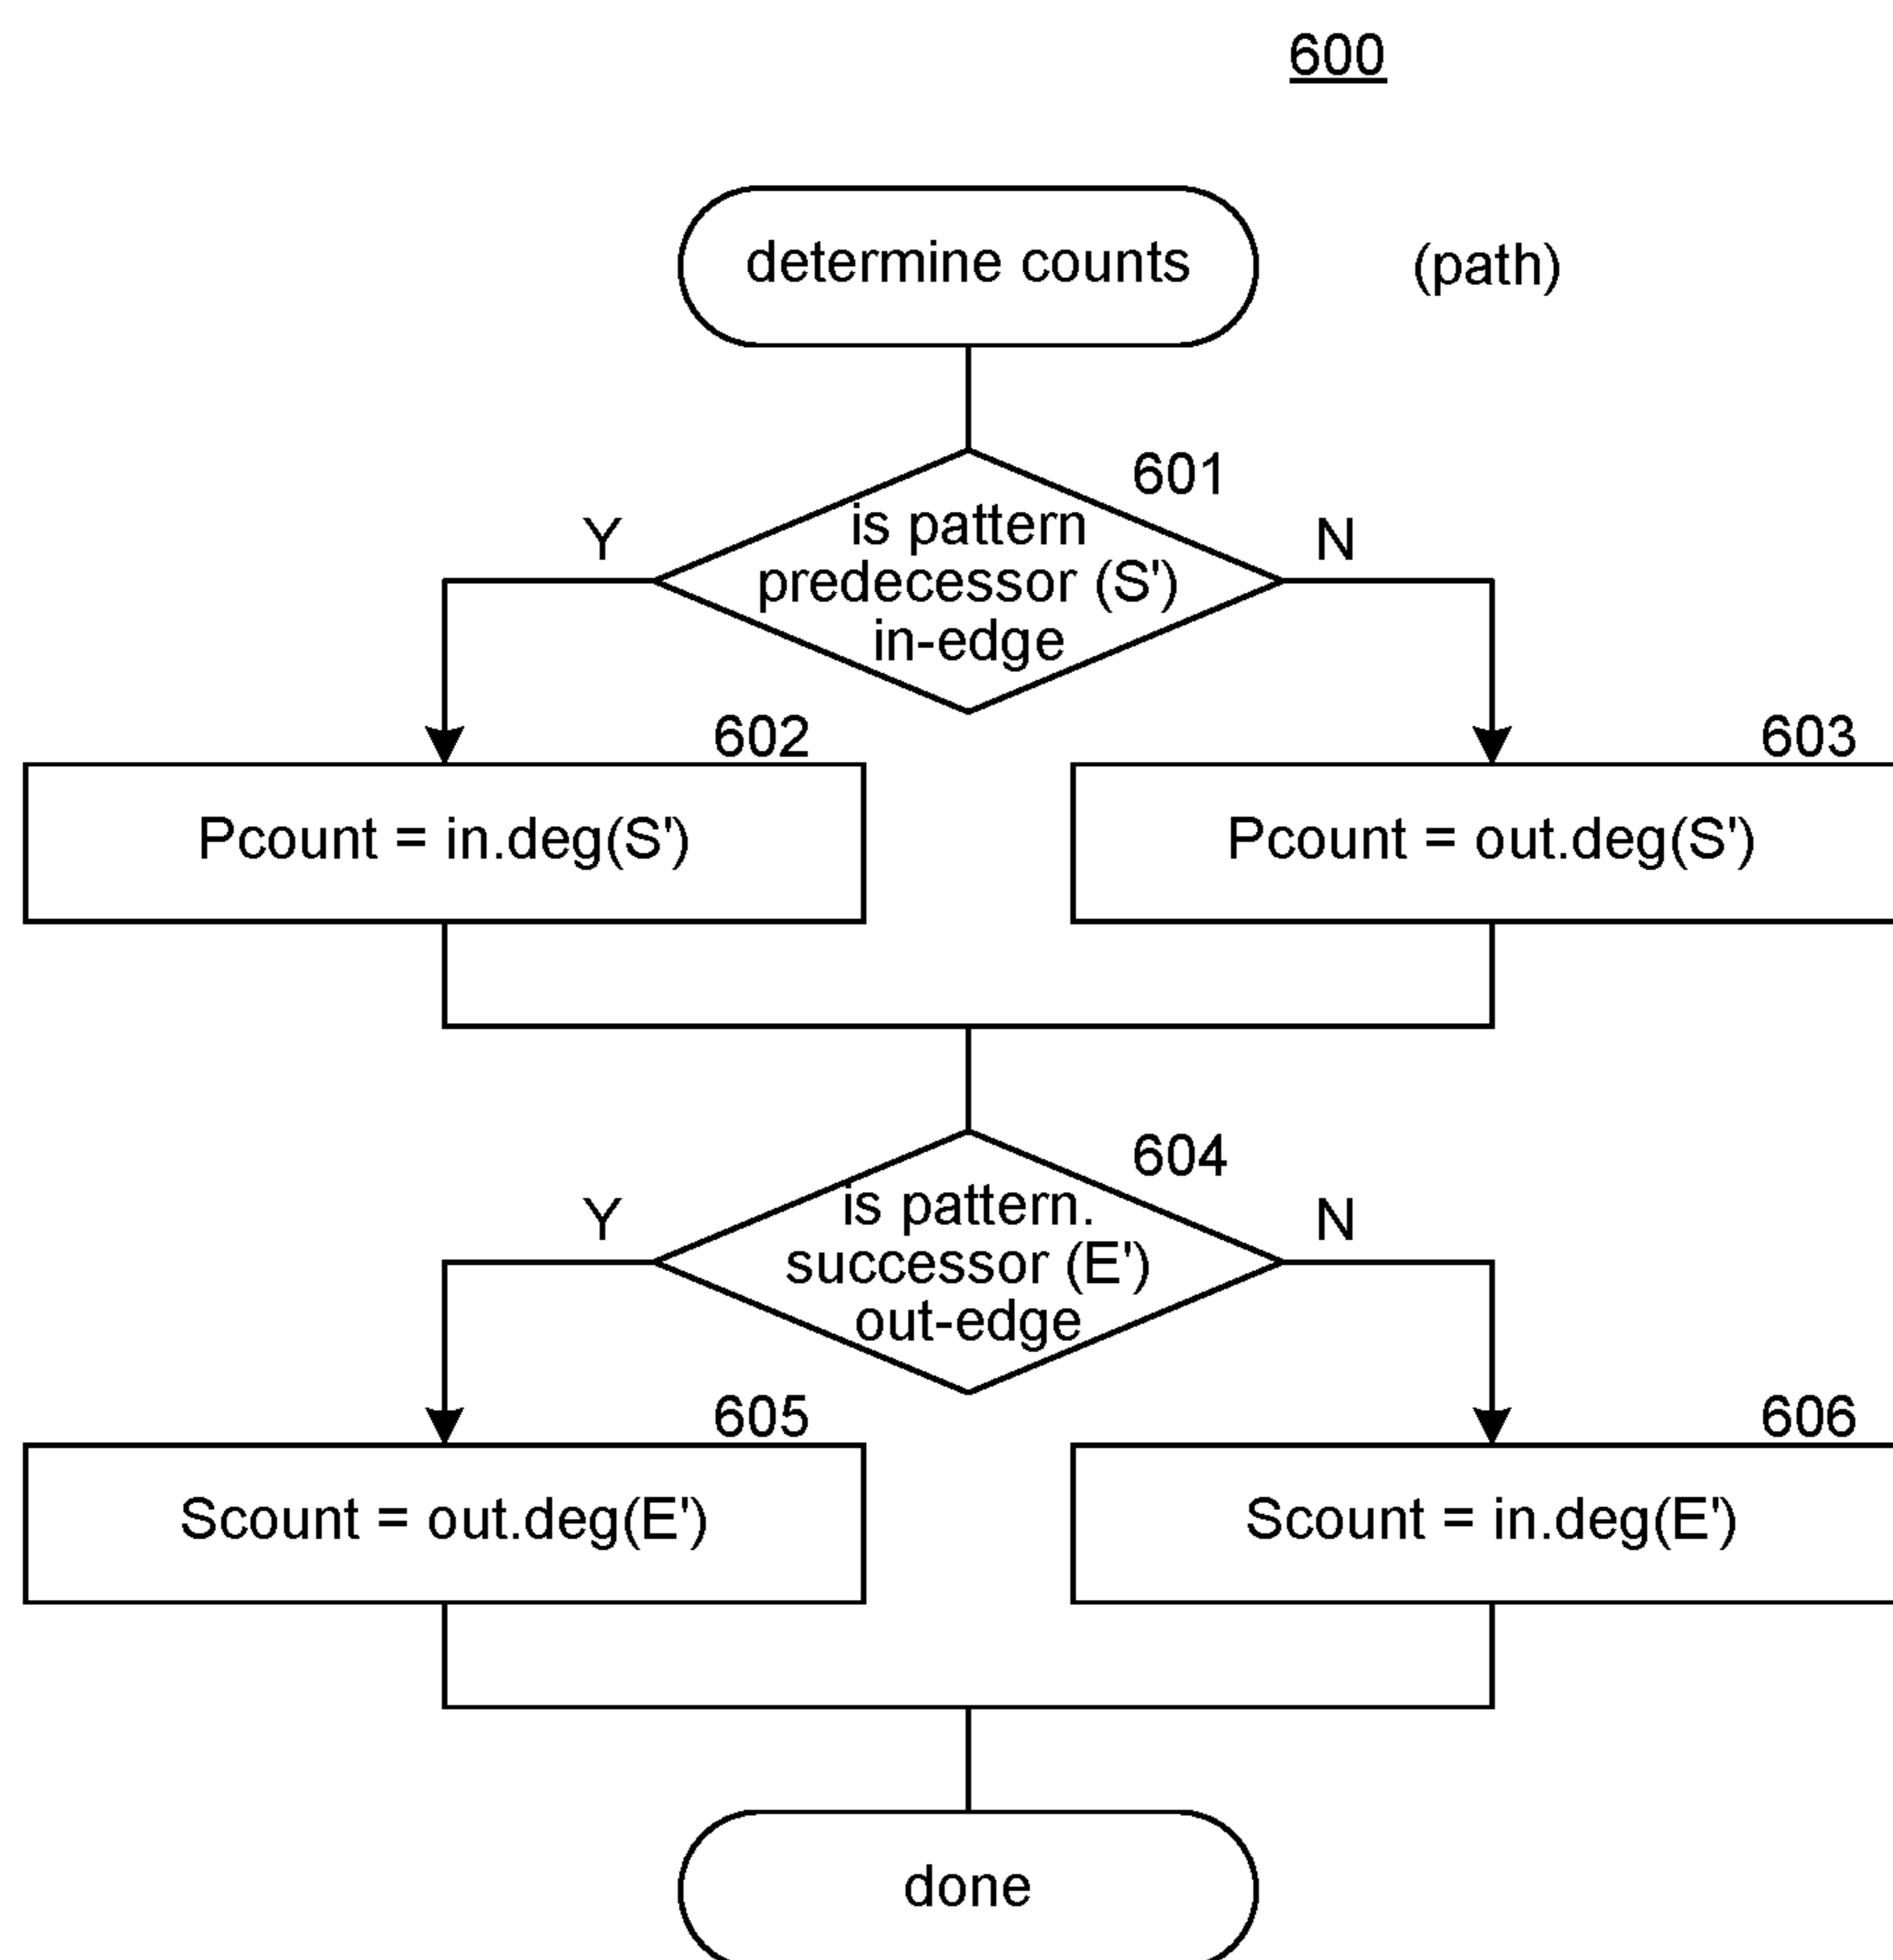 600
determine counts
(path)
601
Y
is pattern
predecessor (S')
in-edge
N
602
603
Pcount = in.deg(S')
Pcount = out.deg(S')
604
Y
is pattern.
successor (E')
out-edge
N
605
606
Scount = out.deg(E')
Scount = in.deg(E')
done